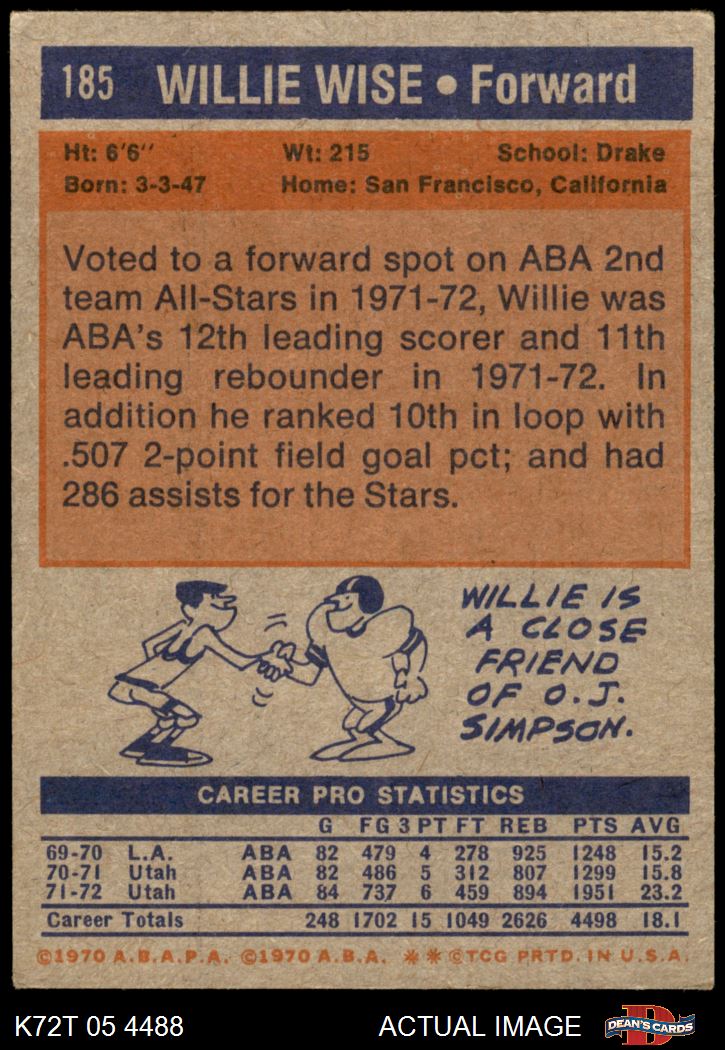 185 WILLIE WISE • Forward
Ht: 6'6" Wt: 215 School: Drake
Born: 3-3-47 Home: San Francisco, California
Voted to a forward spot on ABA 2nd
team All-Stars in 1971-72, Willie was
ABA's 12th leading scorer and 11th
leading rebounder in 1971-72. In
addition he ranked 10th in loop with
.507 2-point field goal pct; and had
286 assists for the Stars.
WILLIE IS
A CLOSE
FRIEND
OF O.J.
SIMPSON.
CAREER PRO STATISTICS
G FG 3 PT FT REB PTS AVG
69-70 L.A. ABA 82 479 4 278 925 1248 15.2
70-71 Utah ABA 82 486 5 312 807 1299 15.8
71-72 Utah ABA 84 737 6 459 894 1951 23.2
Career Totals 248 1702 15 1049 2626 4498 18.1
©1970 A.B.A.P.A. ©1970 A.B.A. ** ©TCG PRTD. IN U.S.A.
K72T 05 4488 ACTUAL IMAGE D DEAN'S CARDS